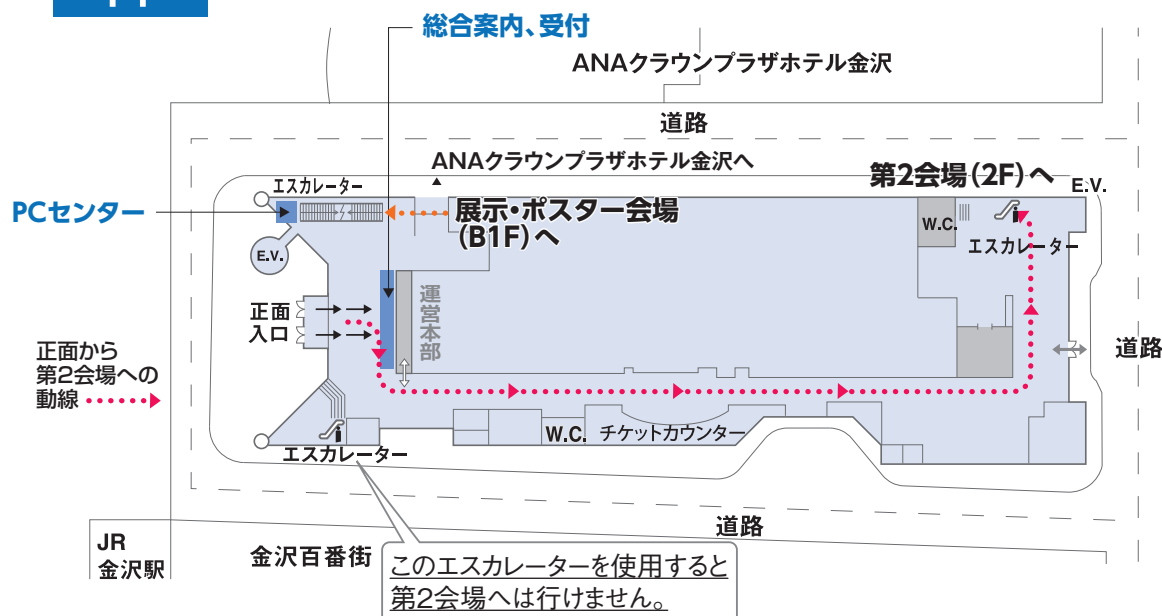 総合案内、受付
ANAクラウンプラザホテル金沢
道路
ANAクラウンプラザホテル金沢へ
第2会場(2F)へ
E.V.
エスカレーター
PCセンター
展示・ポスター会場
(B1F)へ
W.C.
エスカレーター
E.V.
運営本部
正面
入口
道路
正面から
第2会場への
動線
W.C.
チケットカウンター
エスカレーター
道路
JR
金沢駅
金沢百番街
このエスカレーターを使用すると
第2会場へは行けません。